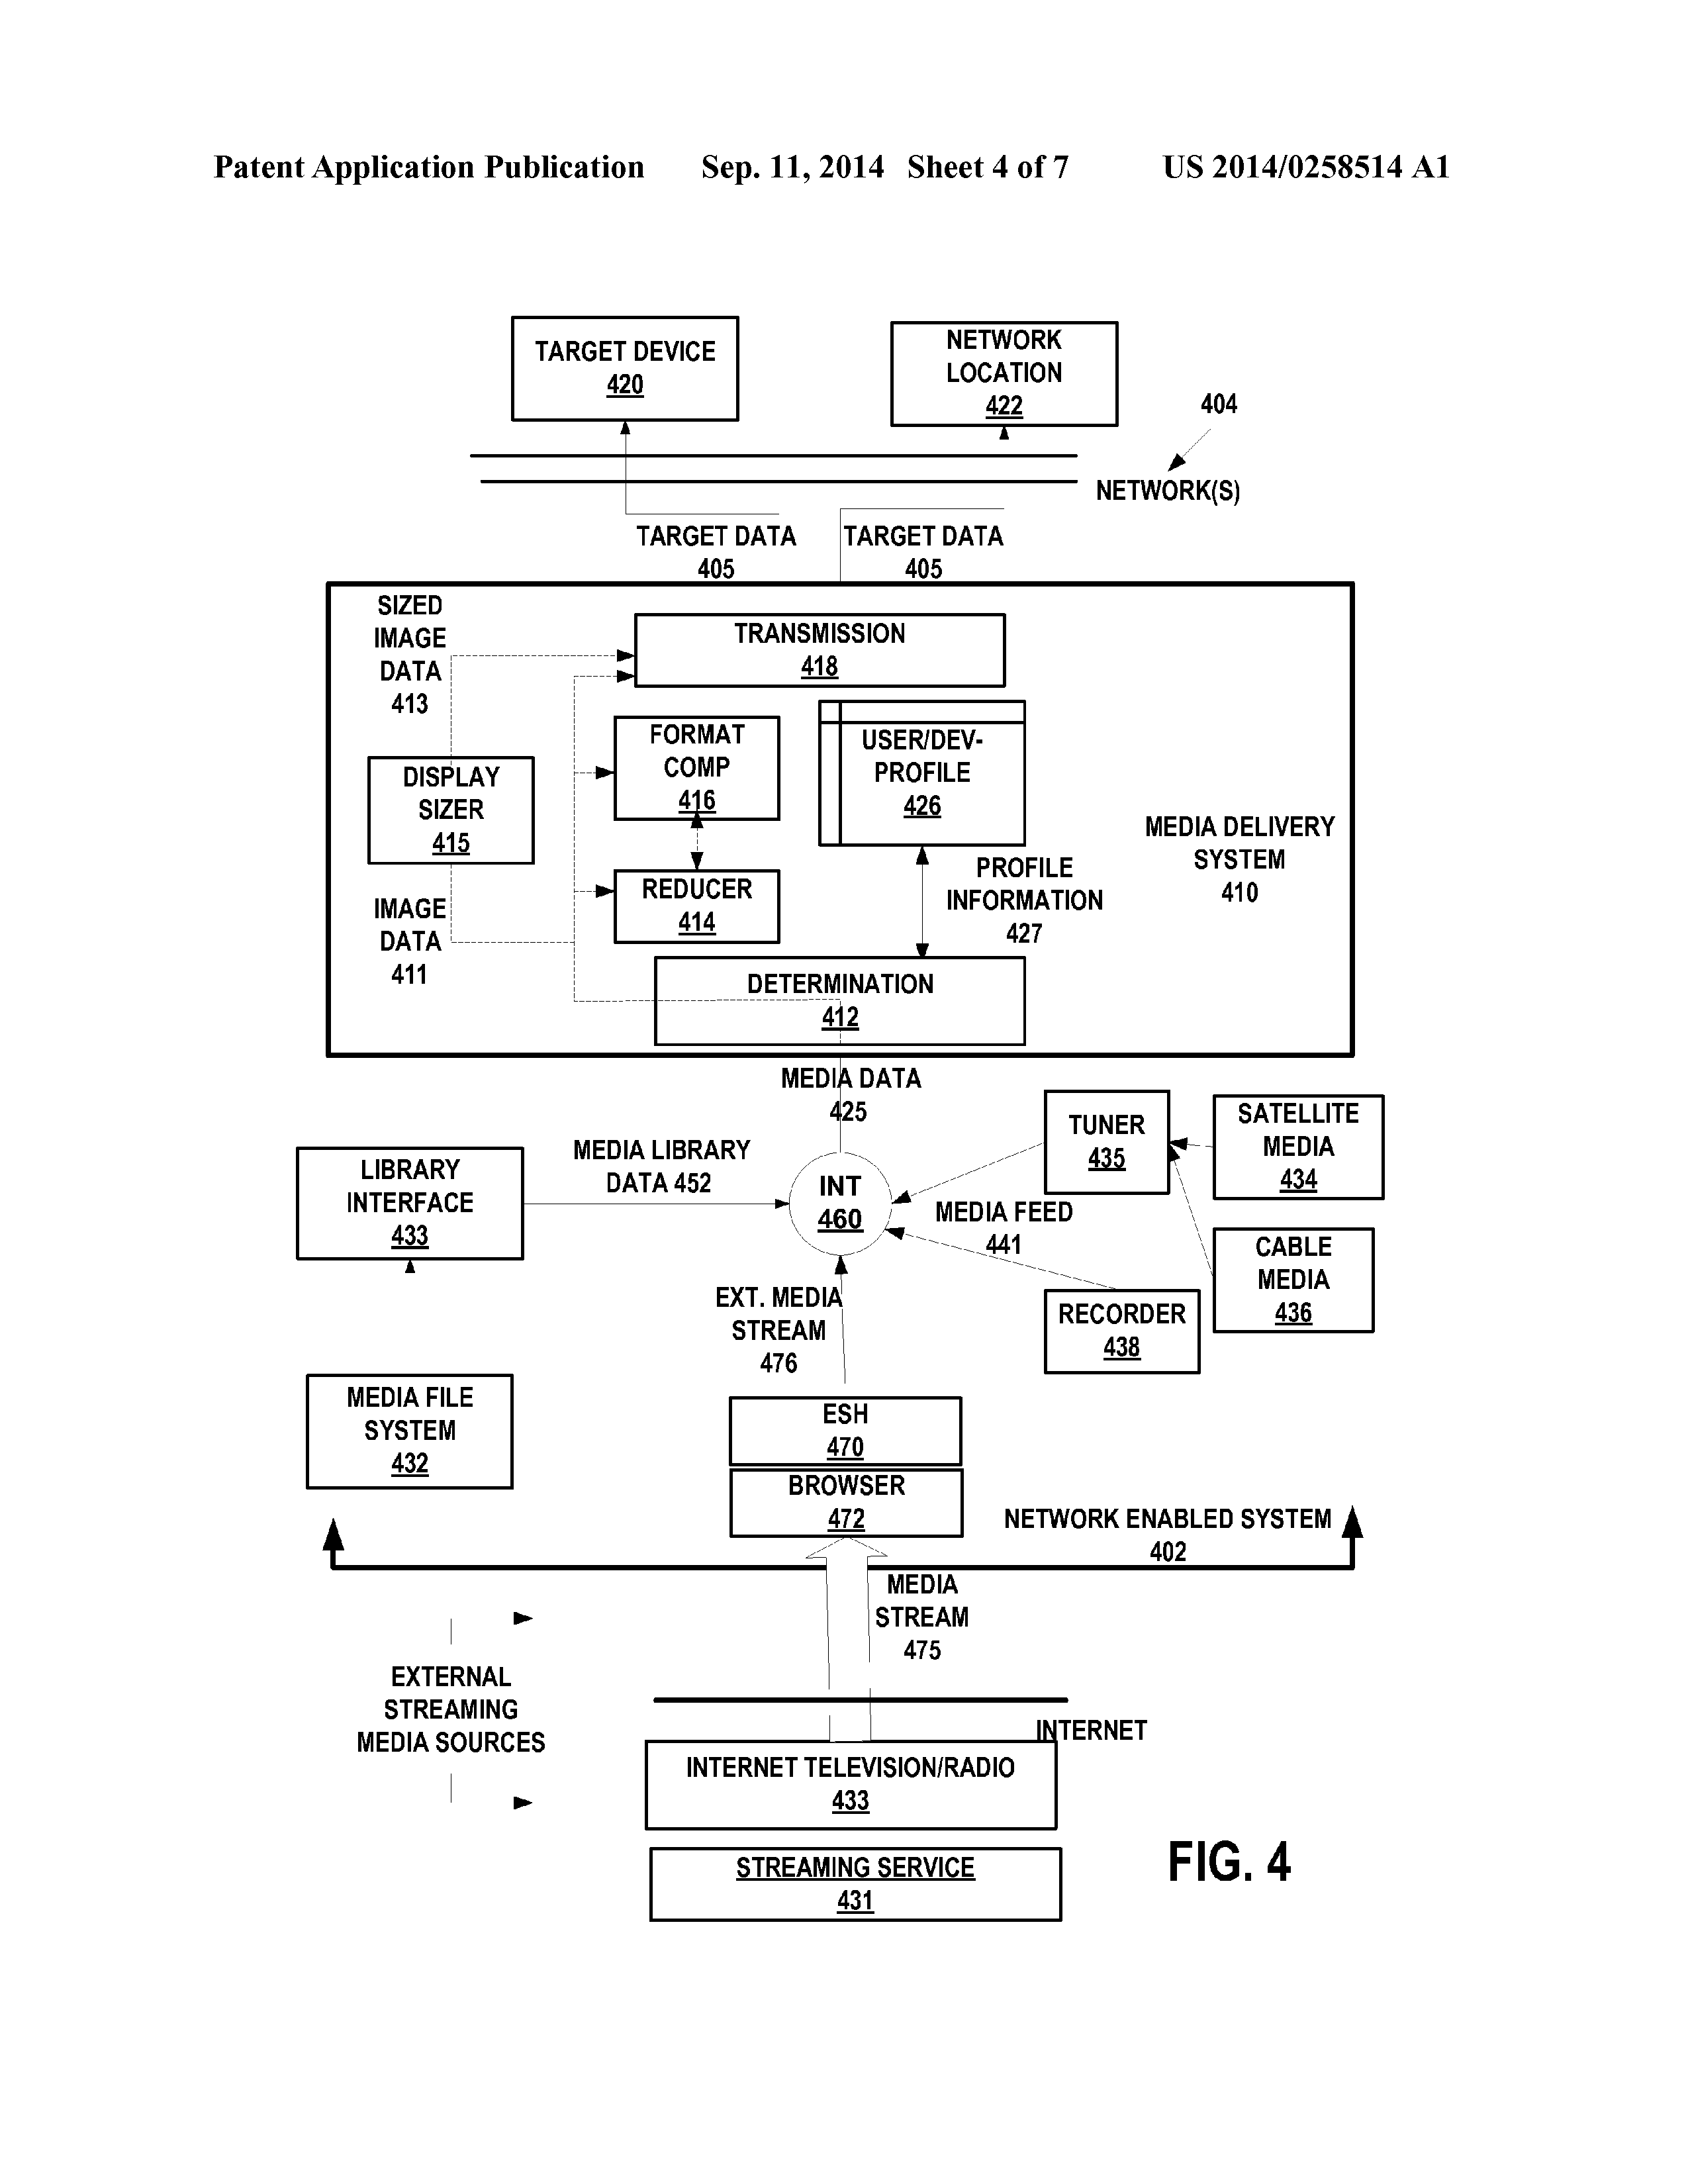 Patent Application Publication Sep. 11, 2014 Sheet 4 of 7 US 2014/0258514 A1
TARGET DEVICE
420
NETWORK
LOCATION
422
404
NETWORK(S)
TARGET DATA
405
TARGET DATA
405
SIZED
IMAGE
DATA
413
TRANSMISSION
418
FORMAT
COMP
416
USER/DEV-
PROFILE
426
DISPLAY
SIZER
415
MEDIA DELIVERY
SYSTEM
410
PROFILE
INFORMATION
427
REDUCER
414
IMAGE
DATA
411
DETERMINATION
412
MEDIA DATA
425
TUNER
435
SATELLITE
MEDIA
434
LIBRARY
INTERFACE
433
MEDIA LIBRARY
DATA 452
INT
460
MEDIA FEED
441
CABLE
MEDIA
436
EXT. MEDIA
STREAM
476
RECORDER
438
MEDIA FILE
SYSTEM
432
ESH
470
BROWSER
472
NETWORK ENABLED SYSTEM
402
MEDIA
STREAM
475
EXTERNAL
STREAMING
MEDIA SOURCES
INTERNET
INTERNET TELEVISION/RADIO
433
STREAMING SERVICE
431
FIG. 4